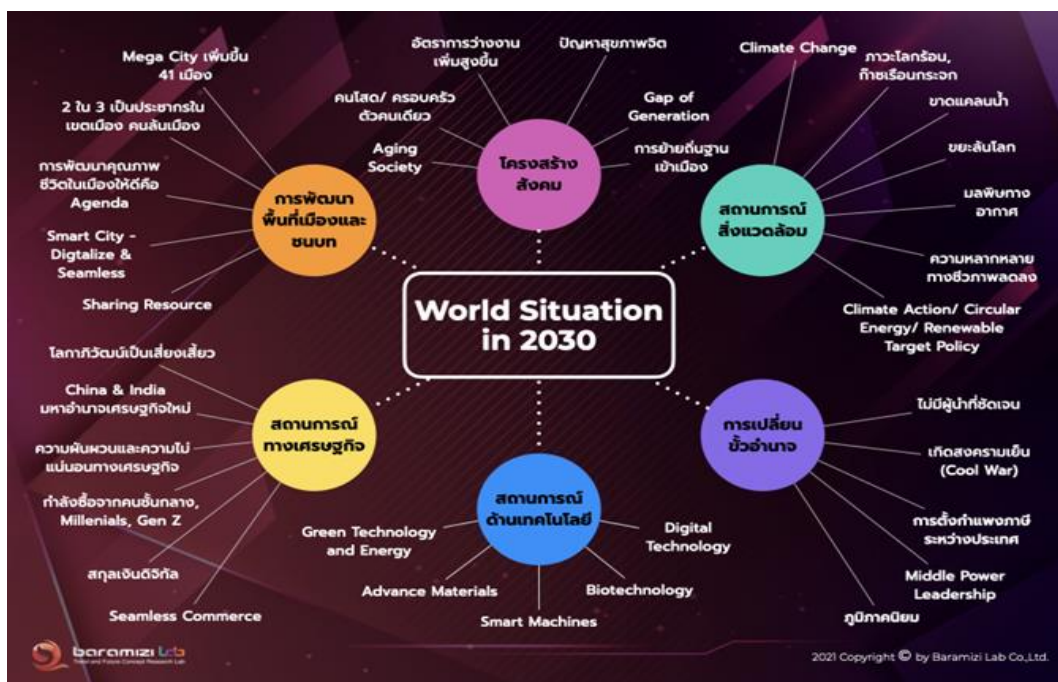 Mega City เพิ่มขึ้น
41 เมือง
2 ใน 3 เป็นประชากรใน
เขตเมือง คนล้นเมือง
การพัฒนาคุณภาพ
ชีวิตในเมืองให้ดีคือ
Agenda
Smart City -
Digtalize &
Seamless
Sharing Resource
การพัฒนา
พื้นที่เมืองและ
ชนบท
อัตราการว่างงาน
เพิ่มสูงขึ้น
ปัญหาสุขภาพจิต
คนโสด/ ครอบครัว
ตัวคนเดียว
Gap of
Generation
Aging
Society
การย้ายถิ่นฐาน
เข้าเมือง
โครงสร้าง
สังคม
Climate Change
ภาวะโลกร้อน,
ก๊าซเรือนกระจก
ขาดแคลนน้ำ
ขยะล้นโลก
มลพิษทาง
อากาศ
ความหลากหลาย
ทางชีวภาพลดลง
Climate Action/ Circular
Energy/ Renewable
Target Policy
สถานการณ์
สิ่งแวดล้อม
World Situation
in 2030
โลกาภิวัฒน์เป็นเสี่ยงเสี้ยว
China & India
มหาอำนาจเศรษฐกิจใหม่
ความผันผวนและความไม่
แน่นอนทางเศรษฐกิจ
กำลังซื้อจากคนชั้นกลาง,
Millenials, Gen Z
สกุลเงินดิจิทัล
Seamless Commerce
สถานการณ์
ทางเศรษฐกิจ
สถานการณ์
ด้านเทคโนโลยี
Green Technology
and Energy
Advance Materials
Smart Machines
Biotechnology
Digital
Technology
การเปลี่ยน
ขั้วอำนาจ
ไม่มีผู้นำที่ชัดเจน
เกิดสงครามเย็น
(Cool War)
การตั้งกำแพงภาษี
ระหว่างประเทศ
Middle Power
Leadership
ภูมิภาคนิยม
baramizi Lab
Trend and Future Concept Research Lab
2021 Copyright © by Baramizi Lab Co.,Ltd.